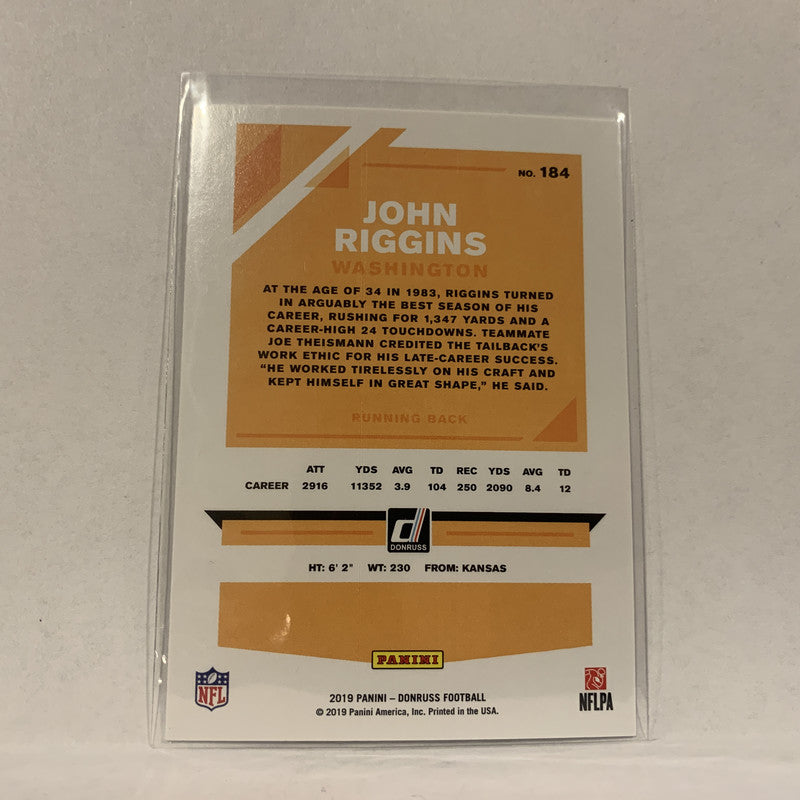 NO. 184
JOHN
RIGGINS
WASHINGTON
AT THE AGE OF 34 IN 1983, RIGGINS TURNED
IN ARGUABLY THE BEST SEASON OF HIS
CAREER, RUSHING FOR 1,347 YARDS AND A
CAREER-HIGH 24 TOUCHDOWNS. TEAMMATE
JOE THEISMANN CREDITED THE TAILBACK'S
WORK ETHIC FOR HIS LATE-CAREER SUCCESS.
"HE WORKED TIRELESSLY ON HIS CRAFT AND
KEPT HIMSELF IN GREAT SHAPE," HE SAID.
RUNNING BACK
ATT YDS AVG TD REC YDS AVG TD
CAREER 2916 11352 3.9 104 250 2090 8.4 12
d
DONRUSS
HT: 6' 2" WT: 230 FROM: KANSAS
PANINI
NFL
2019 PANINI – DONRUSS FOOTBALL
© 2019 Panini America, Inc. Printed in the USA.
NFLPA